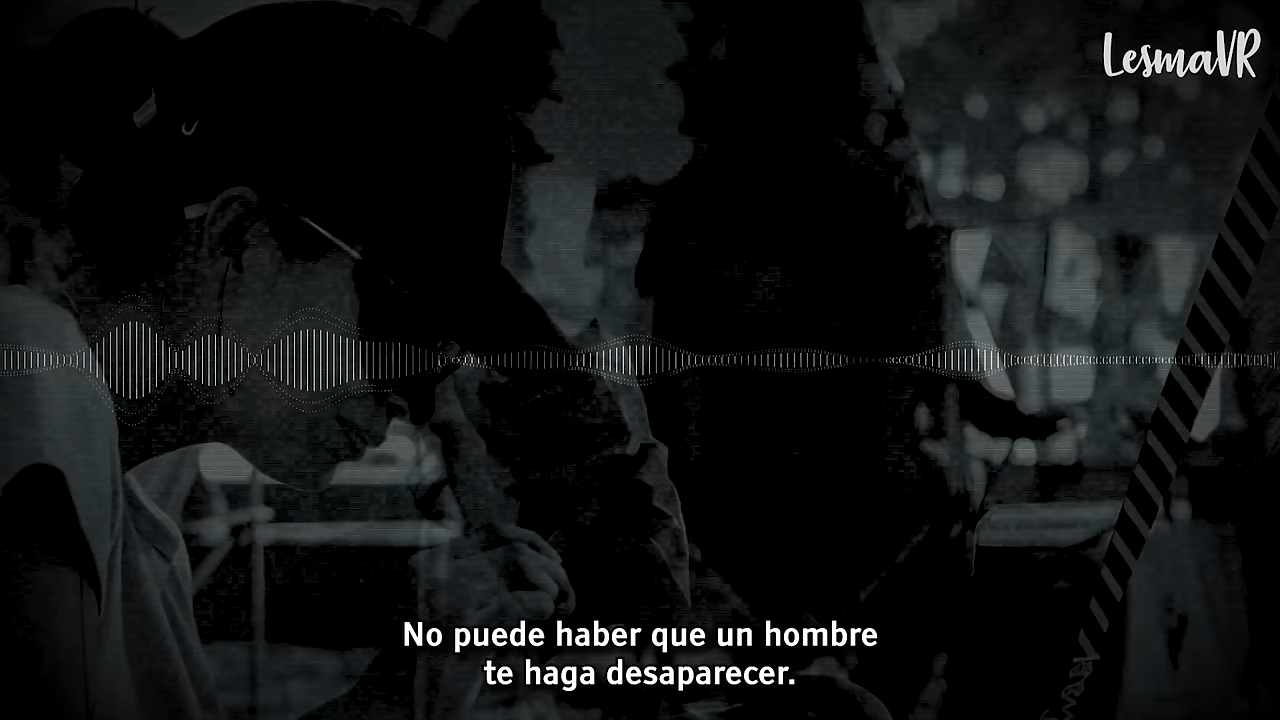 LesmaVR
No puede haber que un hombre
te haga desaparecer.